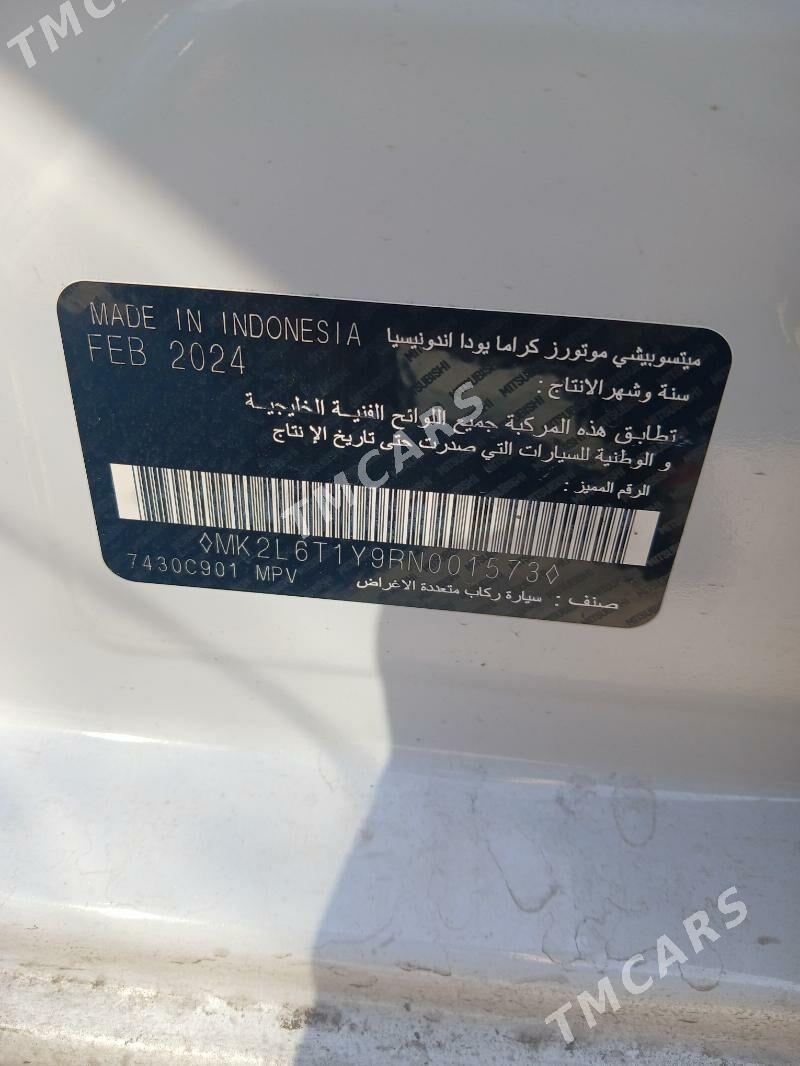 TMCARS
MADE IN INDONESIA ميتسوبيشي موتورز كراما يودا اندونيسيا
FEB 2024 سنة وشهر الانتاج :
تطابق هذه المركبة جميع اللوائح الفنية الخليجية
و الوطنية للسيارات التي صدرت حتى تاريخ الإنتاج
الرقم المميز :
TMCARS
◊MK2L6T1Y9RN001573◊
7430C901 MPV صنف : سيارة ركاب متعددة الاغراض
TMCARS